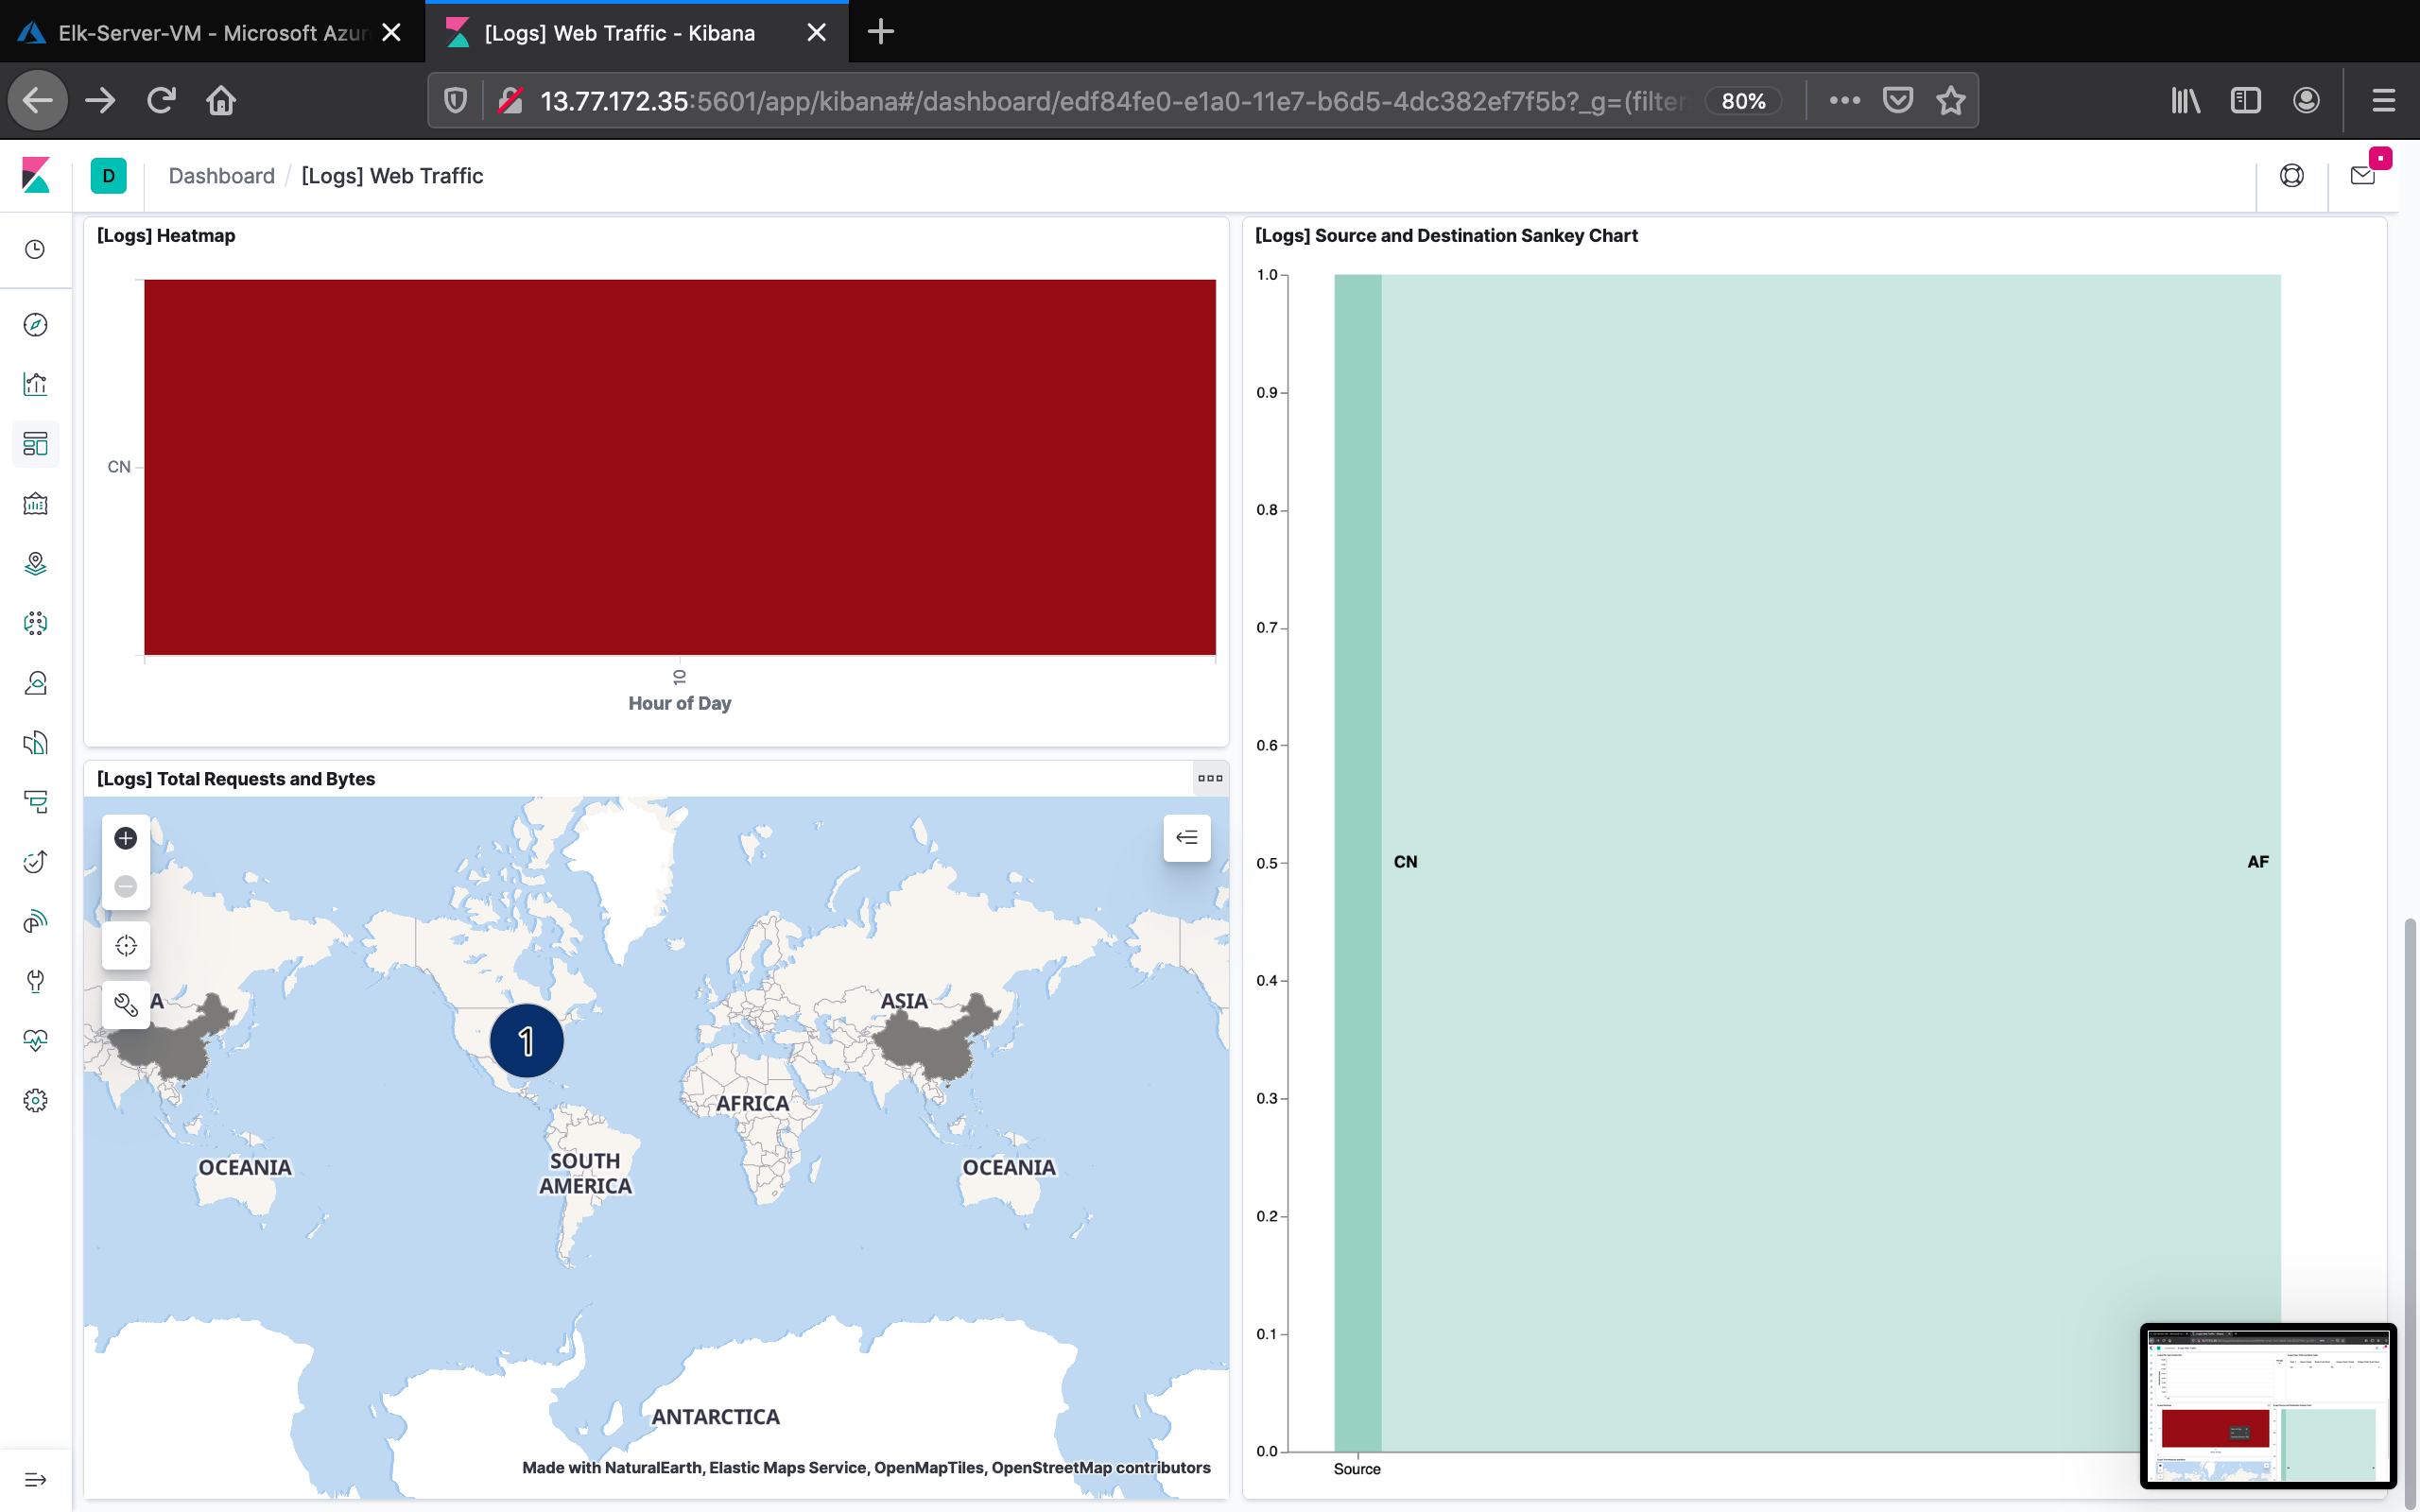 Elk-Server-VM - Microsoft Azur
[Logs] Web Traffic - Kibana
13.77.172.35:5601/app/kibana#/dashboard/edf84fe0-e1a0-11e7-b6d5-4dc382ef7f5b?_g=(filter
80%
D
Dashboard / [Logs] Web Traffic
[Logs] Heatmap
CN
10
Hour of Day
[Logs] Total Requests and Bytes
A
ASIA
1
AFRICA
OCEANIA
SOUTH
AMERICA
OCEANIA
ANTARCTICA
Made with NaturalEarth, Elastic Maps Service, OpenMapTiles, OpenStreetMap contributors
[Logs] Source and Destination Sankey Chart
1.0
0.9
0.8
0.7
0.6
0.5
0.4
0.3
0.2
0.1
0.0
CN
AF
Source